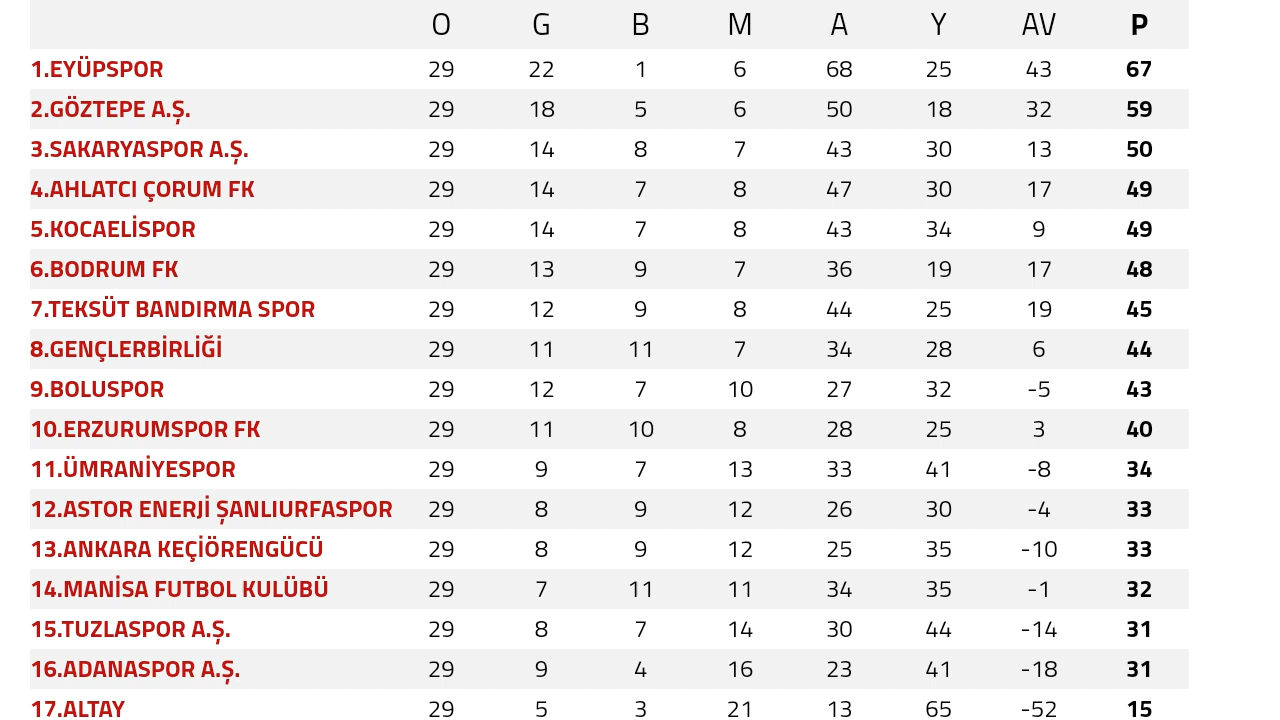 O G B M A Y AV P
1.EYÜPSPOR 29 22 1 6 68 25 43 67
2.GÖZTEPE A.Ş. 29 18 5 6 50 18 32 59
3.SAKARYASPOR A.Ş. 29 14 8 7 43 30 13 50
4.AHLATCI ÇORUM FK 29 14 7 8 47 30 17 49
5.KOCAELİSPOR 29 14 7 8 43 34 9 49
6.BODRUM FK 29 13 9 7 36 19 17 48
7.TEKSÜT BANDIRMA SPOR 29 12 9 8 44 25 19 45
8.GENÇLERBİRLİĞİ 29 11 11 7 34 28 6 44
9.BOLUSPOR 29 12 7 10 27 32 -5 43
10.ERZURUMSPOR FK 29 11 10 8 28 25 3 40
11.ÜMRANİYESPOR 29 9 7 13 33 41 -8 34
12.ASTOR ENERJİ ŞANLIURFASPOR 29 8 9 12 26 30 -4 33
13.ANKARA KEÇİÖRENGÜCÜ 29 8 9 12 25 35 -10 33
14.MANİSA FUTBOL KULÜBÜ 29 7 11 11 34 35 -1 32
15.TUZLASPOR A.Ş. 29 8 7 14 30 44 -14 31
16.ADANASPOR A.Ş. 29 9 4 16 23 41 -18 31
17.ALTAY 29 5 3 21 13 65 -52 15